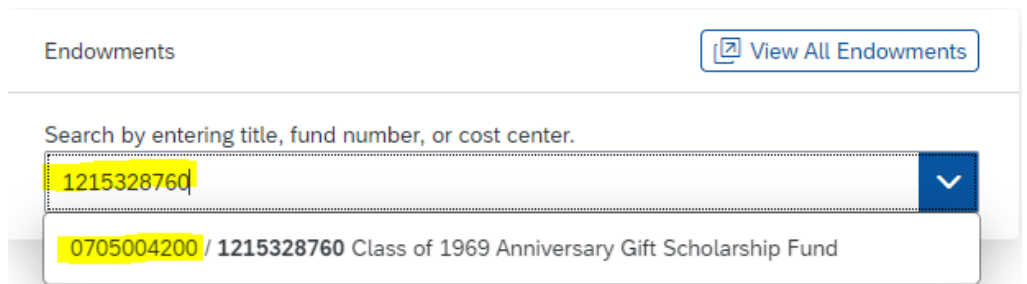 Endowments
View All Endowments
Search by entering title, fund number, or cost center.
1215328760
0705004200 / 1215328760 Class of 1969 Anniversary Gift Scholarship Fund